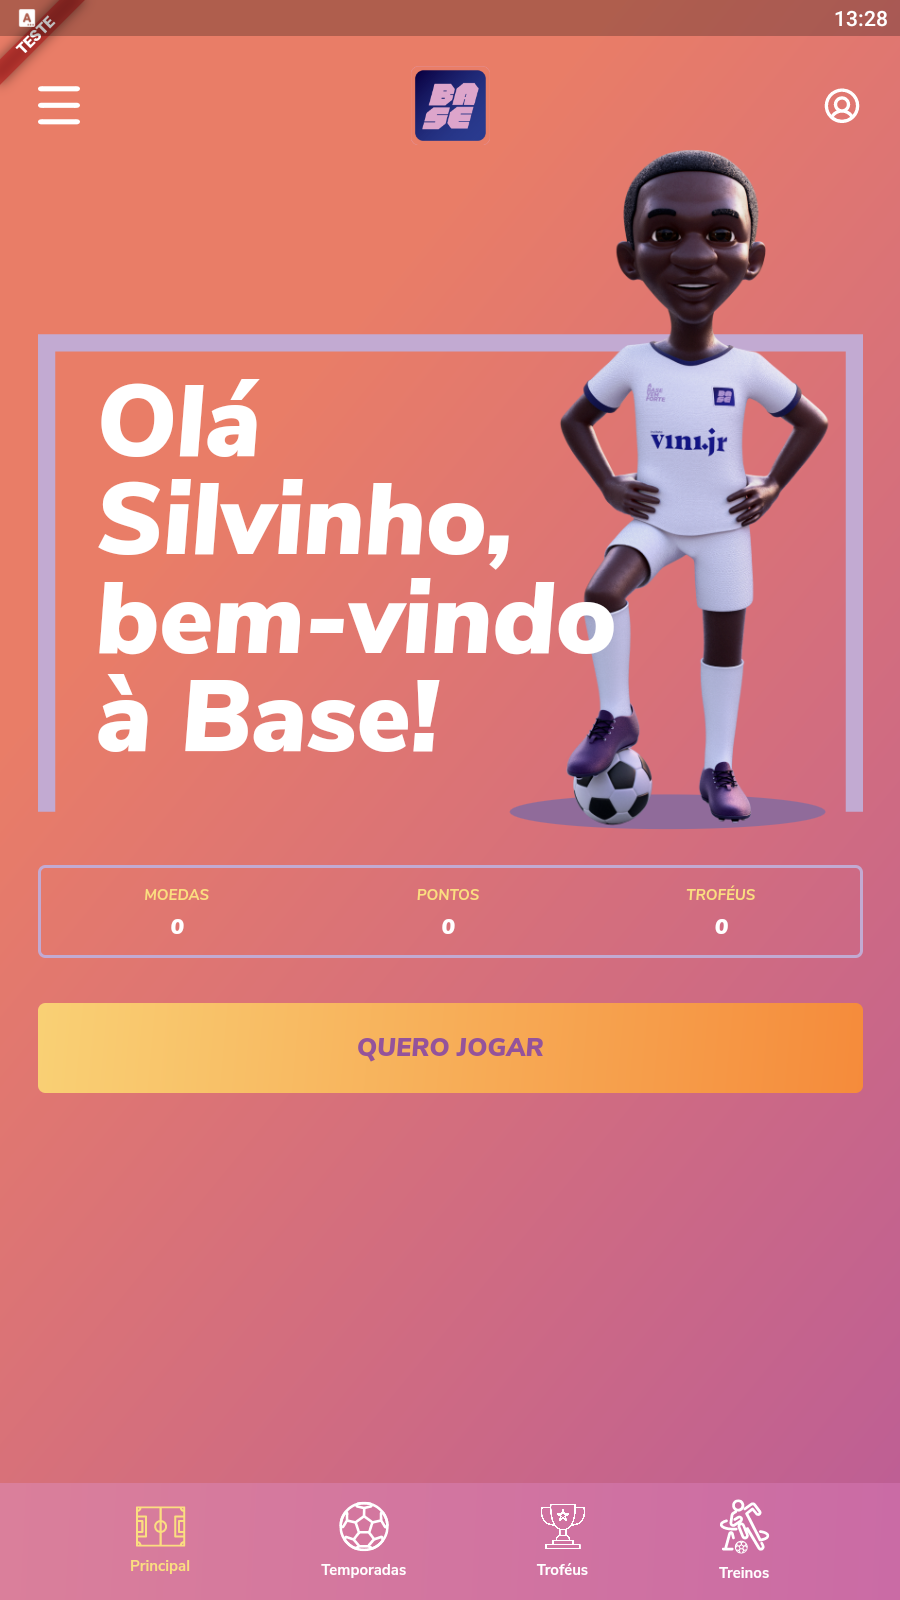 13:28
TESTE
BA
SE
Olá
Silvinho,
bem-vindo
à Base!
BA
SE
vini.jr
MOEDAS PONTOS TROFÉUS
0 0 0
QUERO JOGAR
Principal Temporadas Troféus Treinos